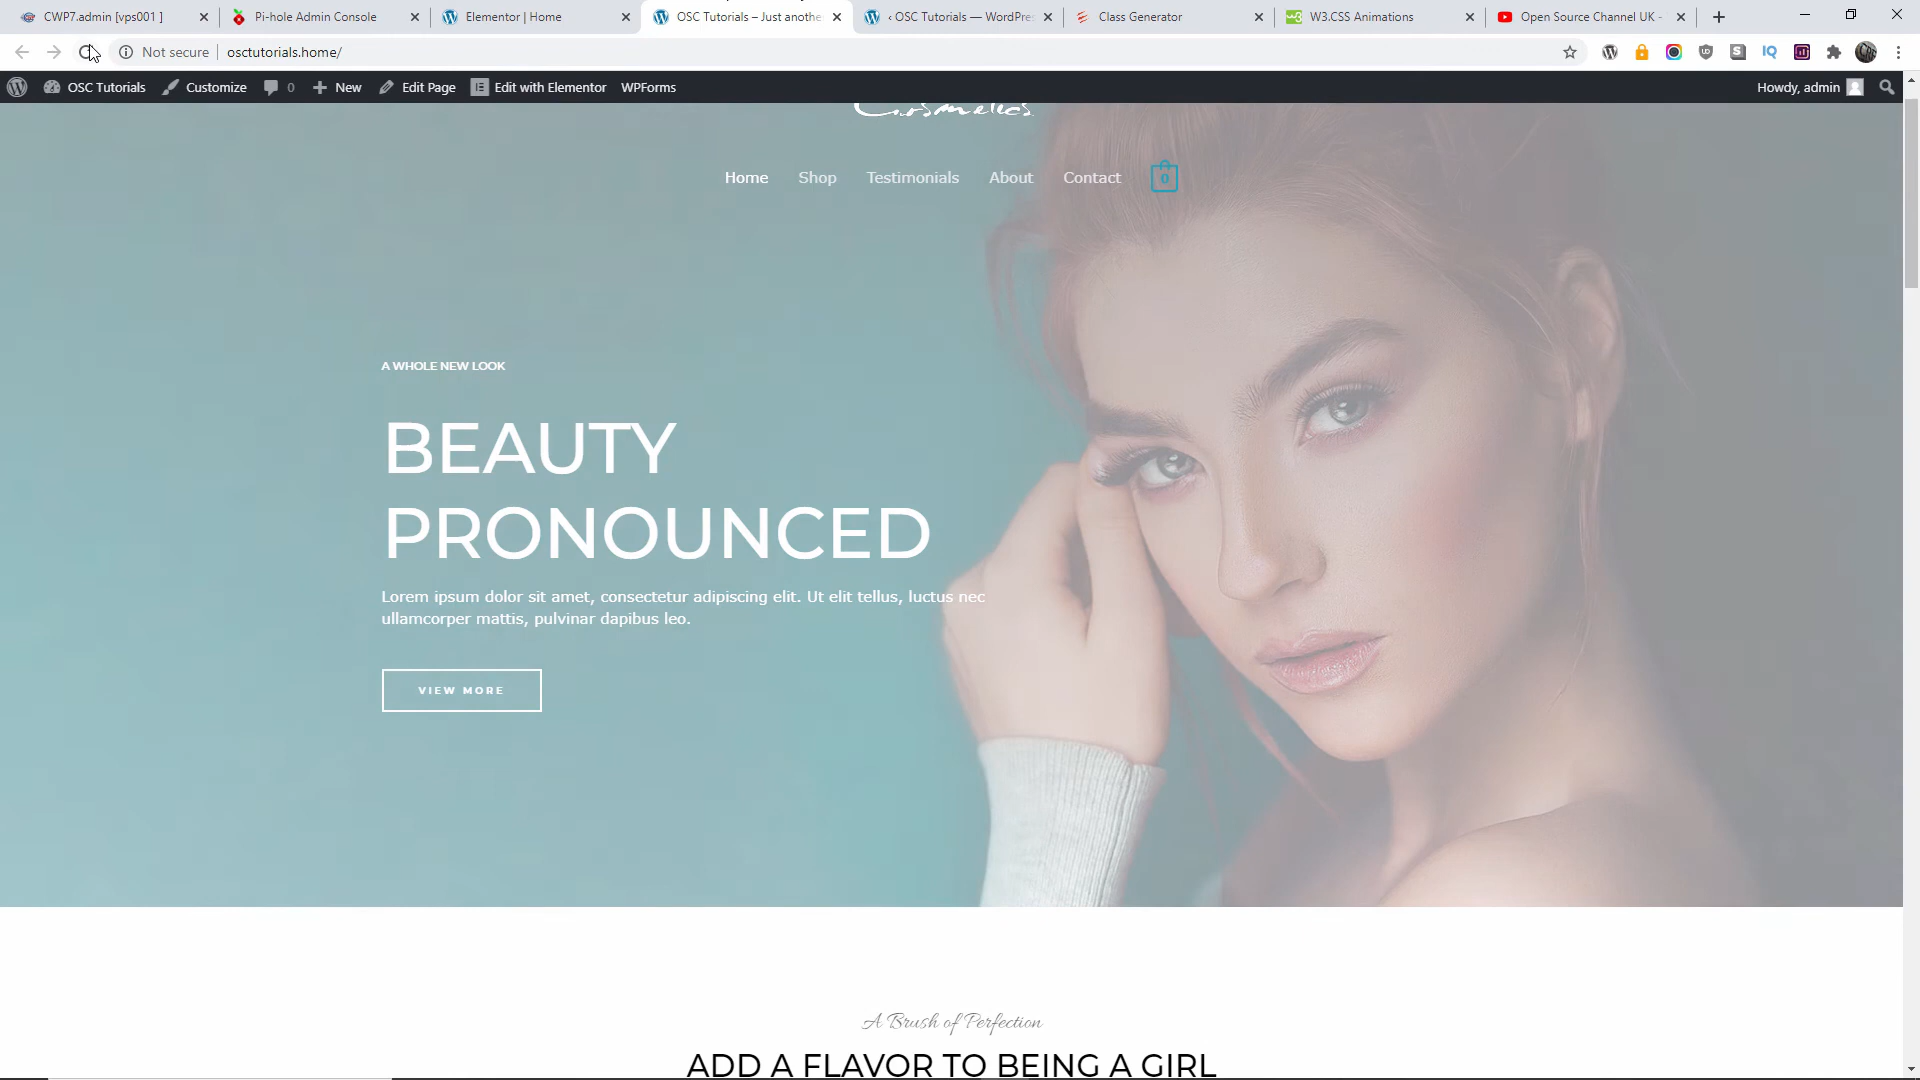 CWP7.admin [vps001 ]
Pi-hole Admin Console
Elementor | Home
OSC Tutorials – Just anothe
‹ OSC Tutorials — WordPres
Class Generator
W3.CSS Animations
Open Source Channel UK -
Not secure
osctutorials.home/
OSC Tutorials
Customize
0
New
Edit Page
Edit with Elementor
WPForms
Howdy, admin
Cosmetics
Home
Shop
Testimonials
About
Contact
0
A WHOLE NEW LOOK
BEAUTY
PRONOUNCED
Lorem ipsum dolor sit amet, consectetur adipiscing elit. Ut elit tellus, luctus nec
ullamcorper mattis, pulvinar dapibus leo.
VIEW MORE
A Brush of Perfection
ADD A FLAVOR TO BEING A GIRL